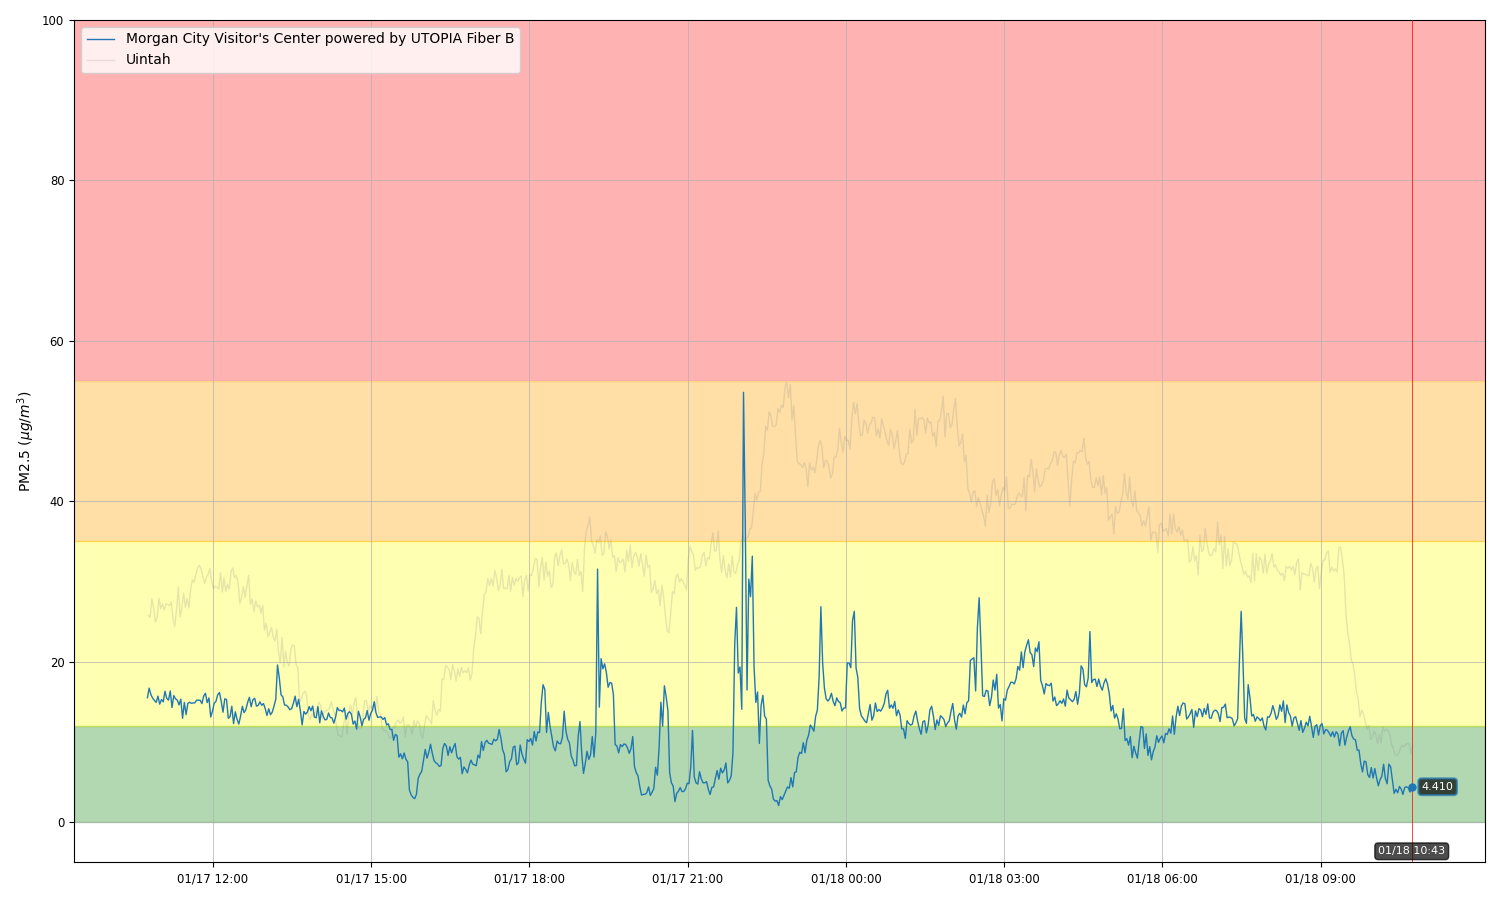 100
Morgan City Visitor's Center powered by UTOPIA Fiber B
Uintah
80
60
PM2.5 (μg/m³)
40
20
4.410
0
01/18 10:43
01/17 12:00 01/17 15:00 01/17 18:00 01/17 21:00 01/18 00:00 01/18 03:00 01/18 06:00 01/18 09:00